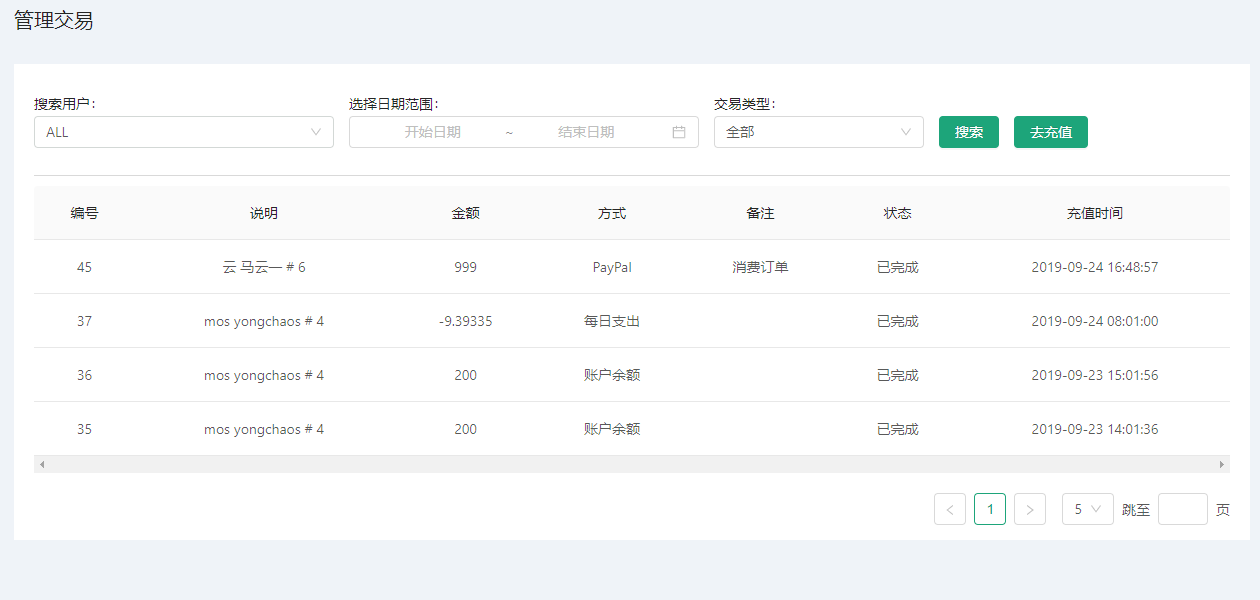 管理交易
搜索用户： 选择日期范围： 交易类型：
ALL 开始日期 ~ 结束日期 全部 搜索 去充值
编号 说明 金额 方式 备注 状态 充值时间
45 云 马云一 # 6 999 PayPal 消费订单 已完成 2019-09-24 16:48:57
37 mos yongchaos # 4 -9.39335 每日支出 已完成 2019-09-24 08:01:00
36 mos yongchaos # 4 200 账户余额 已完成 2019-09-23 15:01:56
35 mos yongchaos # 4 200 账户余额 已完成 2019-09-23 14:01:36
< 1 > 5 跳至 页